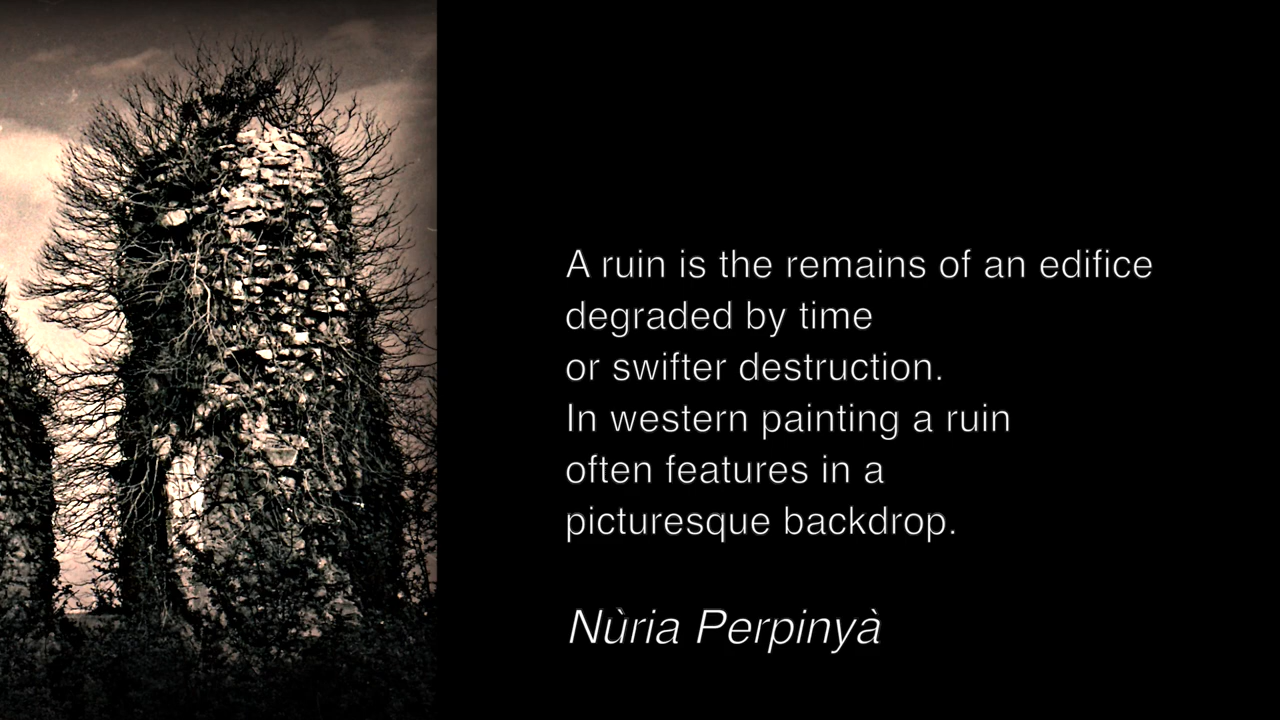 A ruin is the remains of an edifice
degraded by time
or swifter destruction.
In western painting a ruin
often features in a
picturesque backdrop.
Nùria Perpinyà